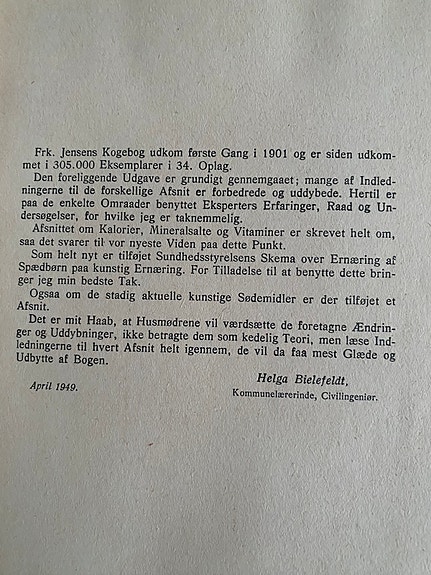 Frk. Jensens Kogebog udkom første Gang i 1901 og er siden udkom-
met i 305.000 Eksemplarer i 34. Oplag.
Den foreliggende Udgave er grundigt gennemgaaet; mange af Indled-
ningerne til de forskellige Afsnit er forbedrede og uddybede. Hertil er
paa de enkelte Omraader benyttet Eksperters Erfaringer, Raad og Un-
dersøgelser, for hvilke jeg er taknemmelig.
Afsnittet om Kalorier, Mineralsalte og Vitaminer er skrevet helt om,
saa det svarer til vor nyeste Viden paa dette Punkt.
Som helt nyt er tilføjet Sundhedsstyrelsens Skema over Ernæring af
Spædbørn paa kunstig Ernæring. For Tilladelse til at benytte dette brin-
ger jeg min bedste Tak.
Ogsaa om de stadig aktuelle kunstige Sødemidler er der tilføjet et
Afsnit.
Det er mit Haab, at Husmødrene vil værdsætte de foretagne Ændrin-
ger og Uddybninger, ikke betragte dem som kedelig Teori, men læse Ind-
ledningerne til hvert Afsnit helt igennem, de vil da faa mest Glæde og
Udbytte af Bogen.
Helga Bielefeldt,
April 1949.
Kommunelærerinde, Civilingeniør.